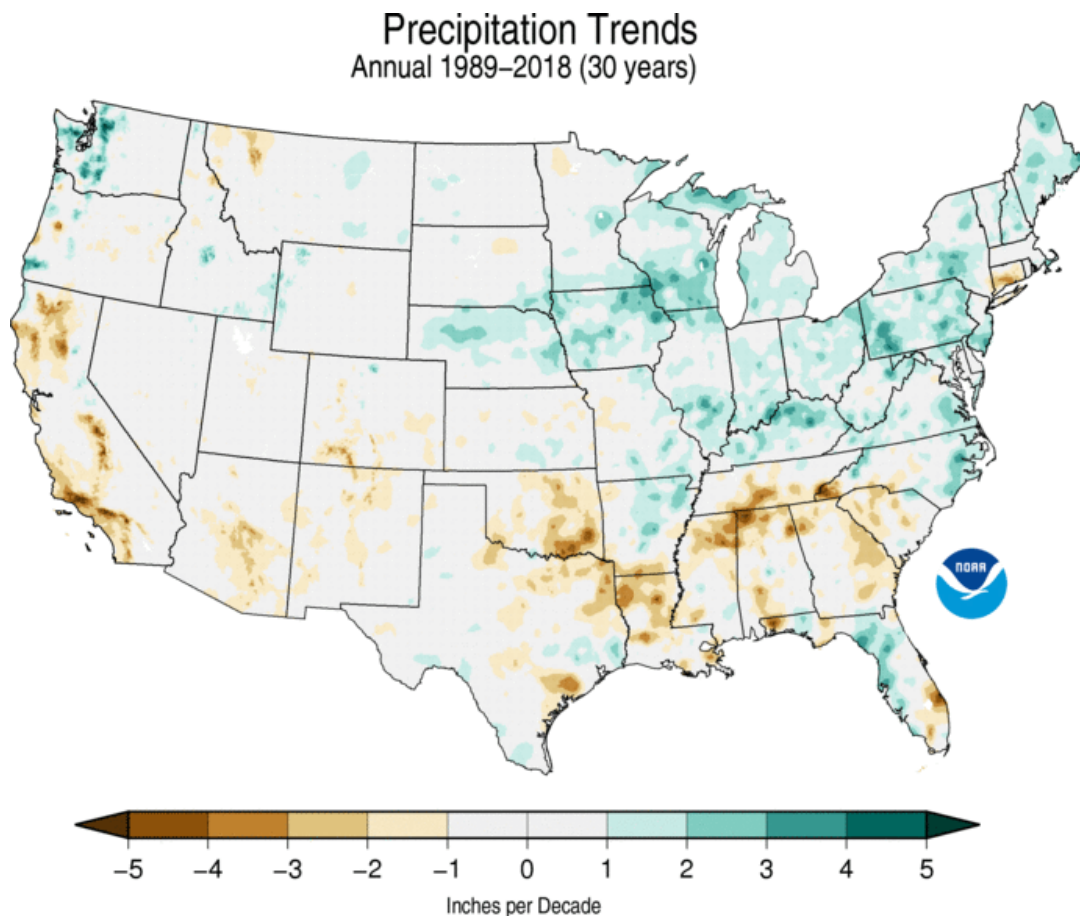 Precipitation Trends
Annual 1989–2018 (30 years)
NOAA
−5 −4 −3 −2 −1 0 1 2 3 4 5
Inches per Decade